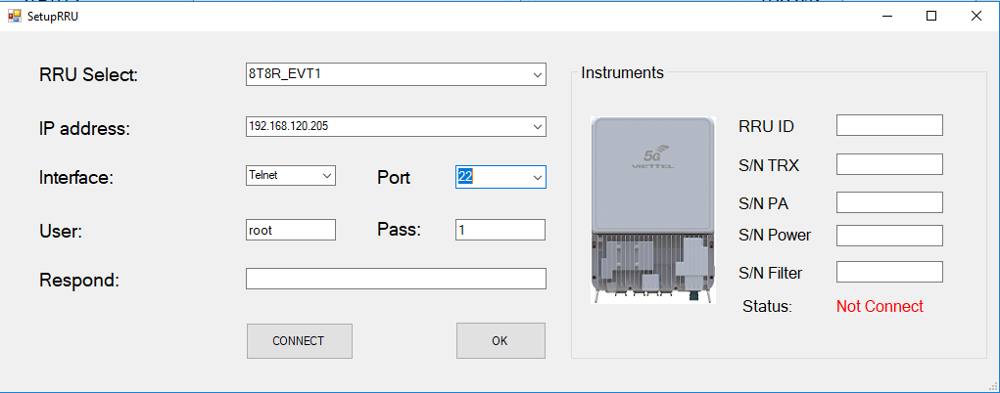 SetupRRU
RRU Select: 8T8R_EVT1
IP address: 192.168.120.205
Interface: Telnet Port 22
User: root Pass: 1
Respond:
CONNECT OK
Instruments
5G
VIETTEL
RRU ID
S/N TRX
S/N PA
S/N Power
S/N Filter
Status: Not Connect